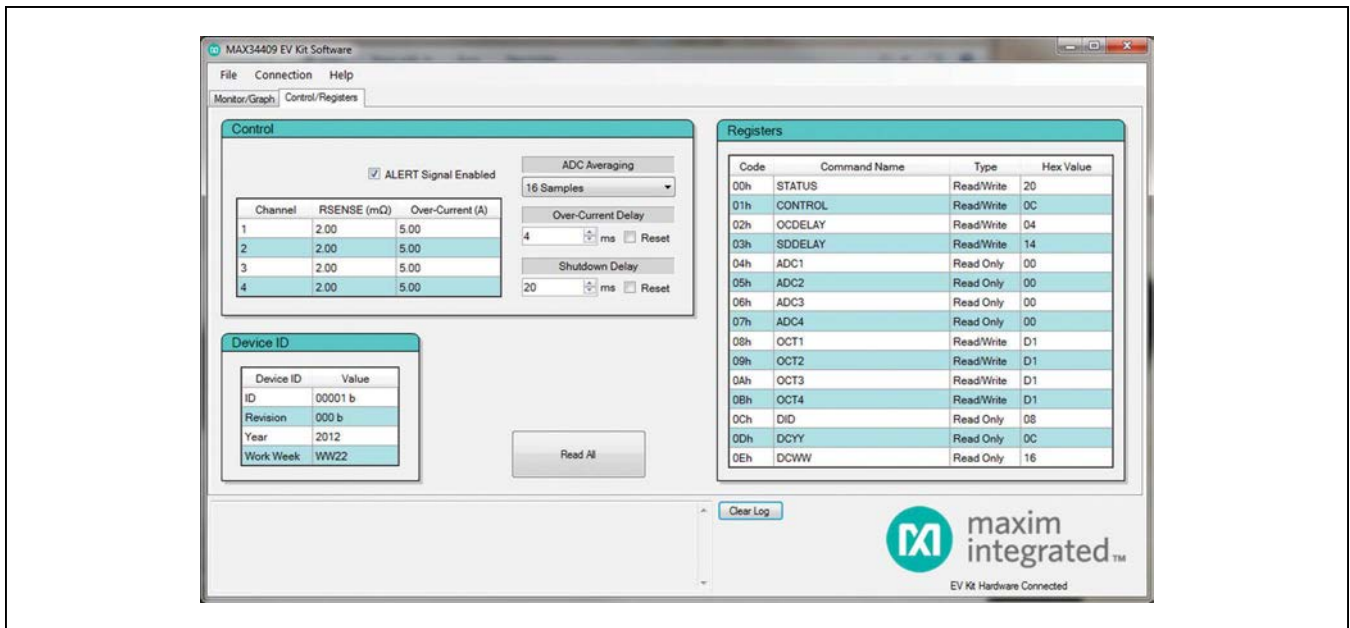 MAX34409 EV Kit Software
File Connection Help
Monitor/Graph Control/Registers
Control
ALERT Signal Enabled
Channel RSENSE (mΩ) Over-Current (A)
1 2.00 5.00
2 2.00 5.00
3 2.00 5.00
4 2.00 5.00
ADC Averaging
16 Samples
Over-Current Delay
4 ms Reset
Shutdown Delay
20 ms Reset
Device ID
Device ID Value
ID 00001 b
Revision 000 b
Year 2012
Work Week WW22
Read All
Registers
Code Command Name Type Hex Value
00h STATUS Read/Write 20
01h CONTROL Read/Write 0C
02h OCDELAY Read/Write 04
03h SDDELAY Read/Write 14
04h ADC1 Read Only 00
05h ADC2 Read Only 00
06h ADC3 Read Only 00
07h ADC4 Read Only 00
08h OCT1 Read/Write D1
09h OCT2 Read/Write D1
0Ah OCT3 Read/Write D1
0Bh OCT4 Read/Write D1
0Ch DID Read Only 08
0Dh DCYY Read Only 0C
0Eh DCWW Read Only 16
Clear Log
maxim
integrated™
EV Kit Hardware Connected